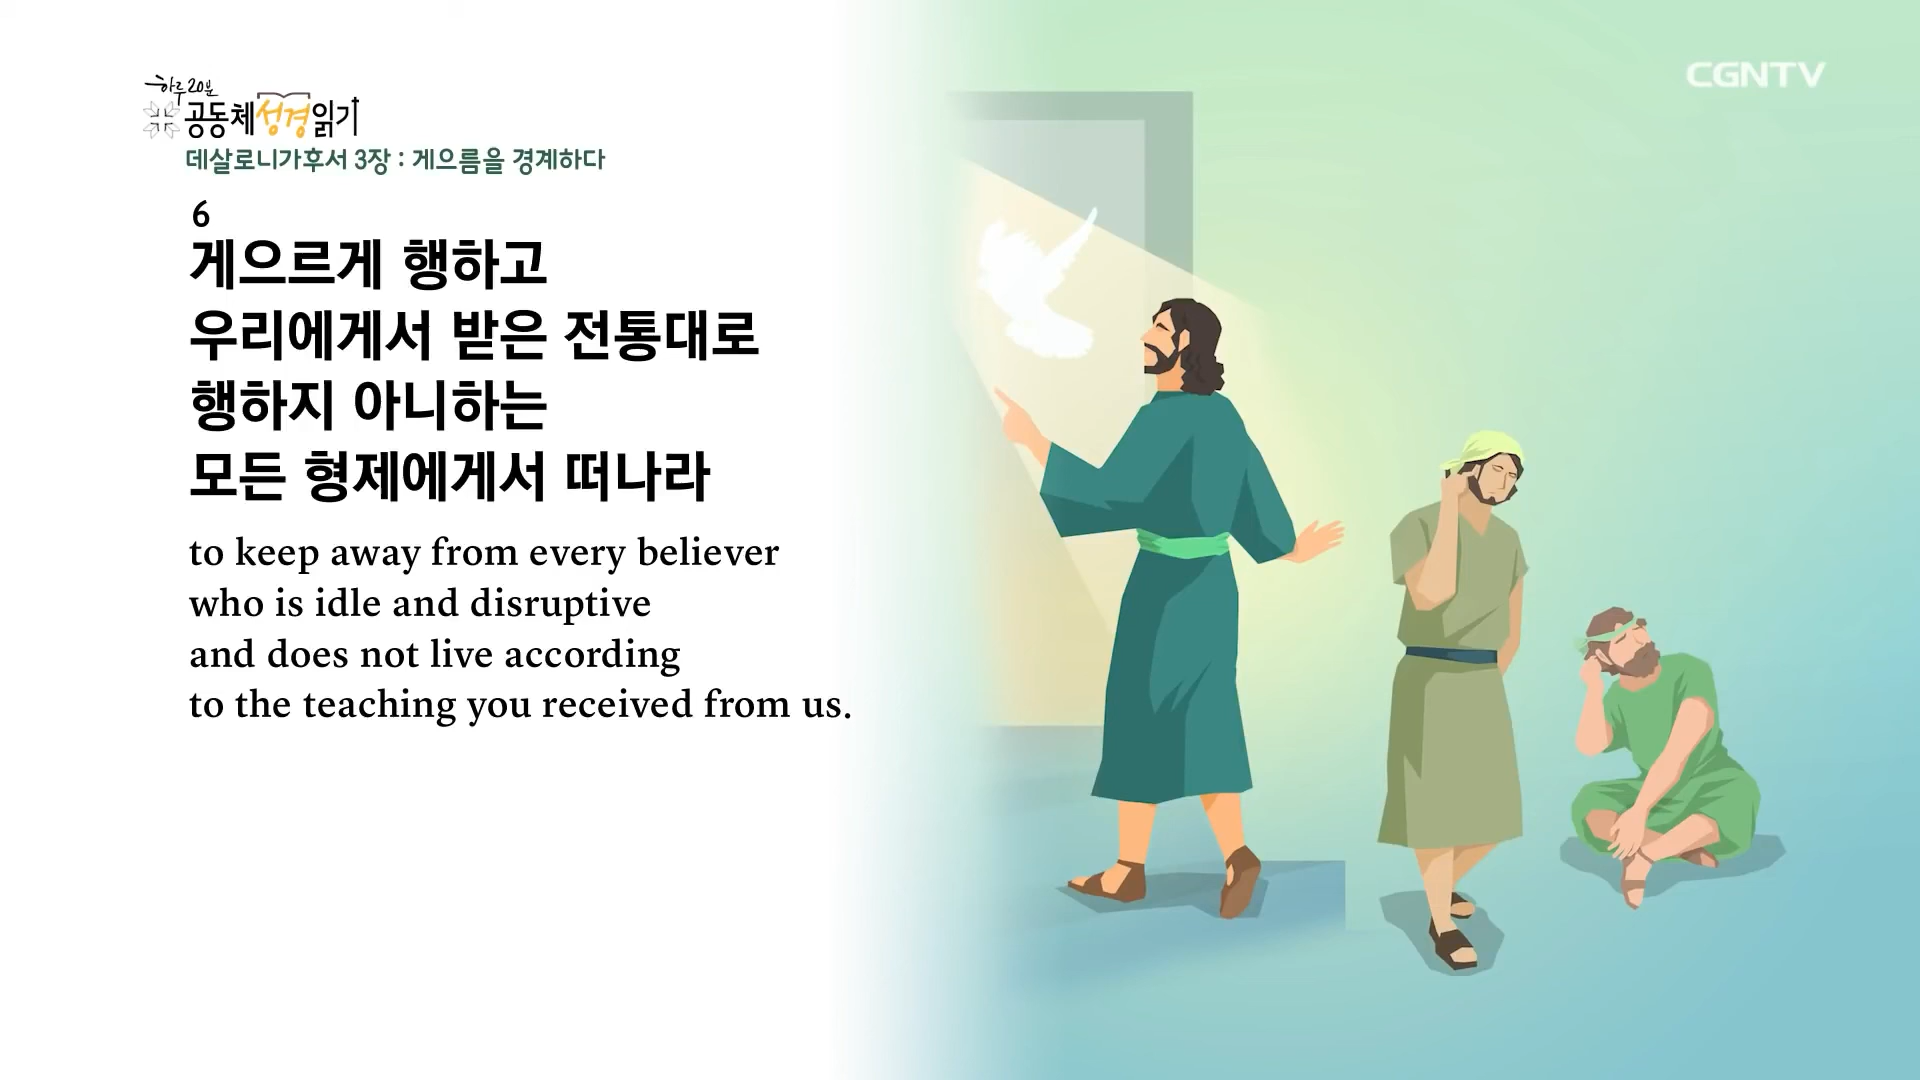 하루 20분
공동체성경읽기
데살로니가후서 3장 : 게으름을 경계하다
6
게으르게 행하고
우리에게서 받은 전통대로
행하지 아니하는
모든 형제에게서 떠나라
to keep away from every believer
who is idle and disruptive
and does not live according
to the teaching you received from us.
CGNTV